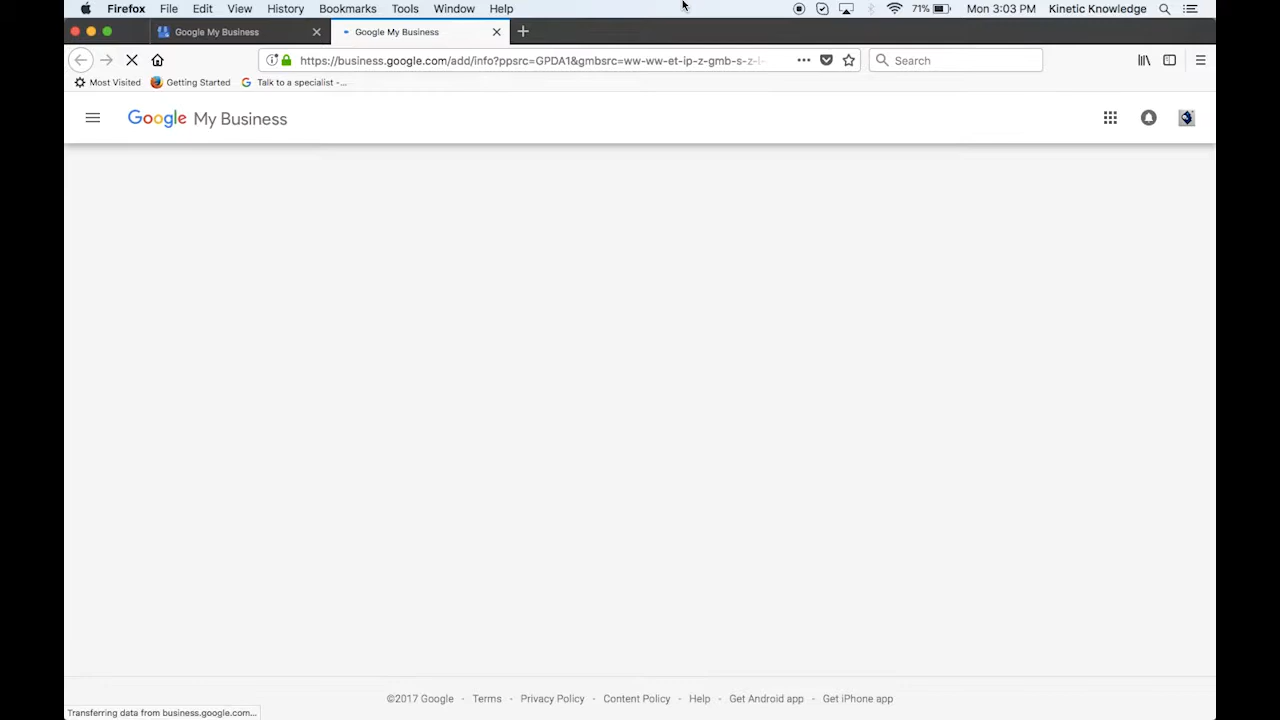 Firefox File Edit View History Bookmarks Tools Window Help 71% Mon 3:03 PM Kinetic Knowledge
Google My Business Google My Business
https://business.google.com/add/info?ppsrc=GPDA1&gmbsrc=ww-ww-et-ip-z-gmb-s-z-l- Search
Most Visited Getting Started Talk to a specialist -...
Google My Business
©2017 Google - Terms - Privacy Policy - Content Policy - Help - Get Android app - Get iPhone app
Transferring data from business.google.com...